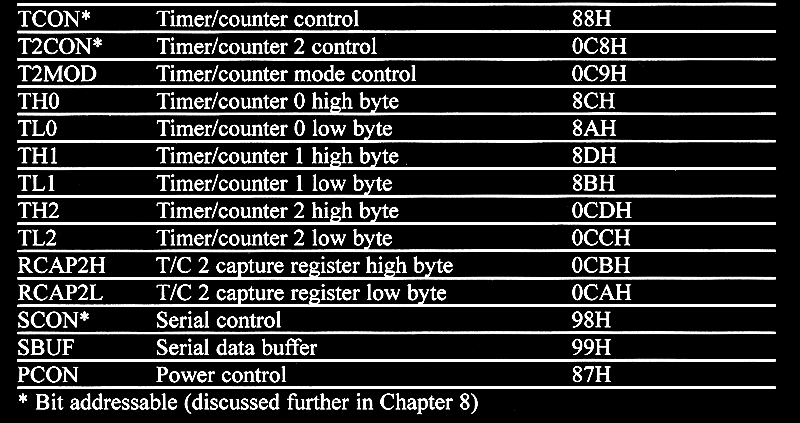 TCON* Timer/counter control 88H
T2CON* Timer/counter 2 control 0C8H
T2MOD Timer/counter mode control 0C9H
TH0 Timer/counter 0 high byte 8CH
TL0 Timer/counter 0 low byte 8AH
TH1 Timer/counter 1 high byte 8DH
TL1 Timer/counter 1 low byte 8BH
TH2 Timer/counter 2 high byte 0CDH
TL2 Timer/counter 2 low byte 0CCH
RCAP2H T/C 2 capture register high byte 0CBH
RCAP2L T/C 2 capture register low byte 0CAH
SCON* Serial control 98H
SBUF Serial data buffer 99H
PCON Power control 87H
* Bit addressable (discussed further in Chapter 8)